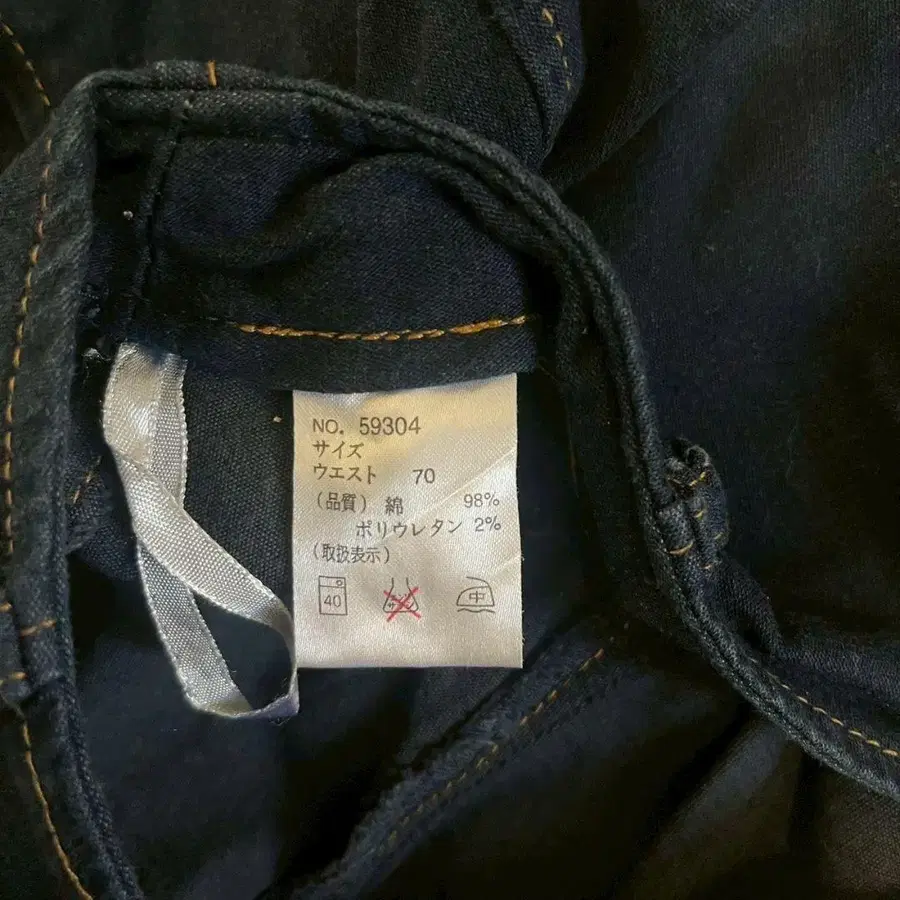 NO. 59304
サイズ
ウエスト 70
(品質) 綿 98%
ポリウレタン 2%
(取扱表示)
40 中